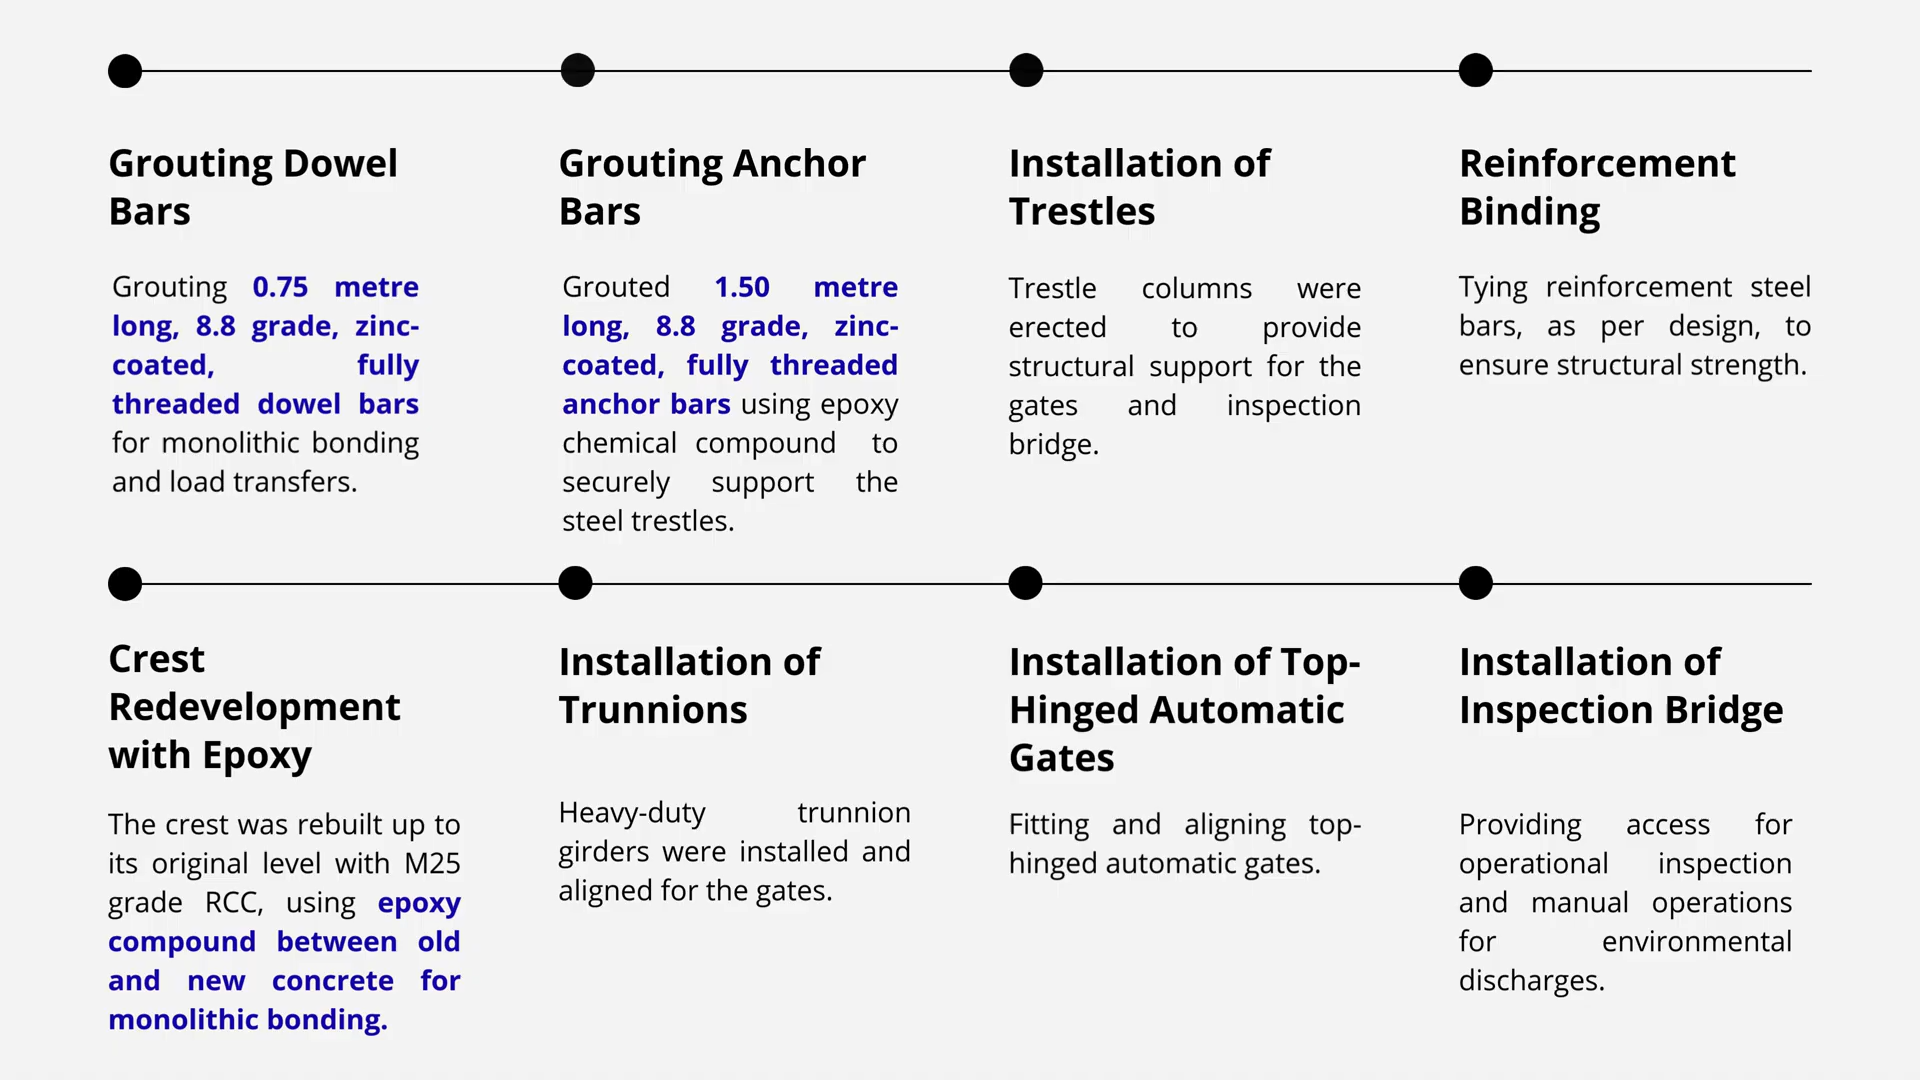 Grouting Dowel
Bars
Grouting 0.75 metre
long, 8.8 grade, zinc-
coated, fully
threaded dowel bars
for monolithic bonding
and load transfers.
Grouting Anchor
Bars
Grouted 1.50 metre
long, 8.8 grade, zinc-
coated, fully threaded
anchor bars using epoxy
chemical compound to
securely support the
steel trestles.
Installation of
Trestles
Trestle columns were
erected to provide
structural support for the
gates and inspection
bridge.
Reinforcement
Binding
Tying reinforcement steel
bars, as per design, to
ensure structural strength.
Crest
Redevelopment
with Epoxy
The crest was rebuilt up to
its original level with M25
grade RCC, using epoxy
compound between old
and new concrete for
monolithic bonding.
Installation of
Trunnions
Heavy-duty trunnion
girders were installed and
aligned for the gates.
Installation of Top-
Hinged Automatic
Gates
Fitting and aligning top-
hinged automatic gates.
Installation of
Inspection Bridge
Providing access for
operational inspection
and manual operations
for environmental
discharges.